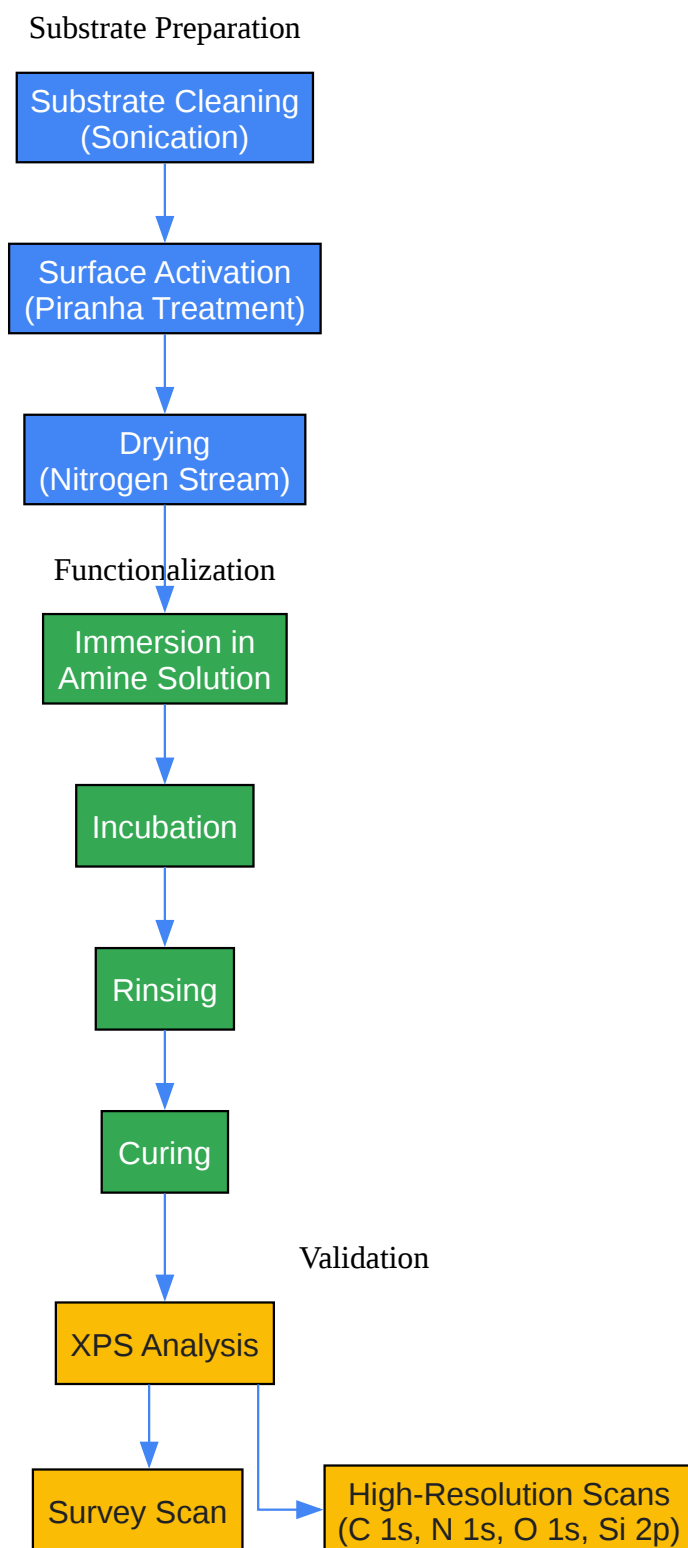 Substrate Preparation
Substrate Cleaning
(Sonication)
Surface Activation
(Piranha Treatment)
Drying
(Nitrogen Stream)
Functionalization
Immersion in
Amine Solution
Incubation
Rinsing
Curing
Validation
XPS Analysis
Survey Scan
High-Resolution Scans
(C 1s, N 1s, O 1s, Si 2p)